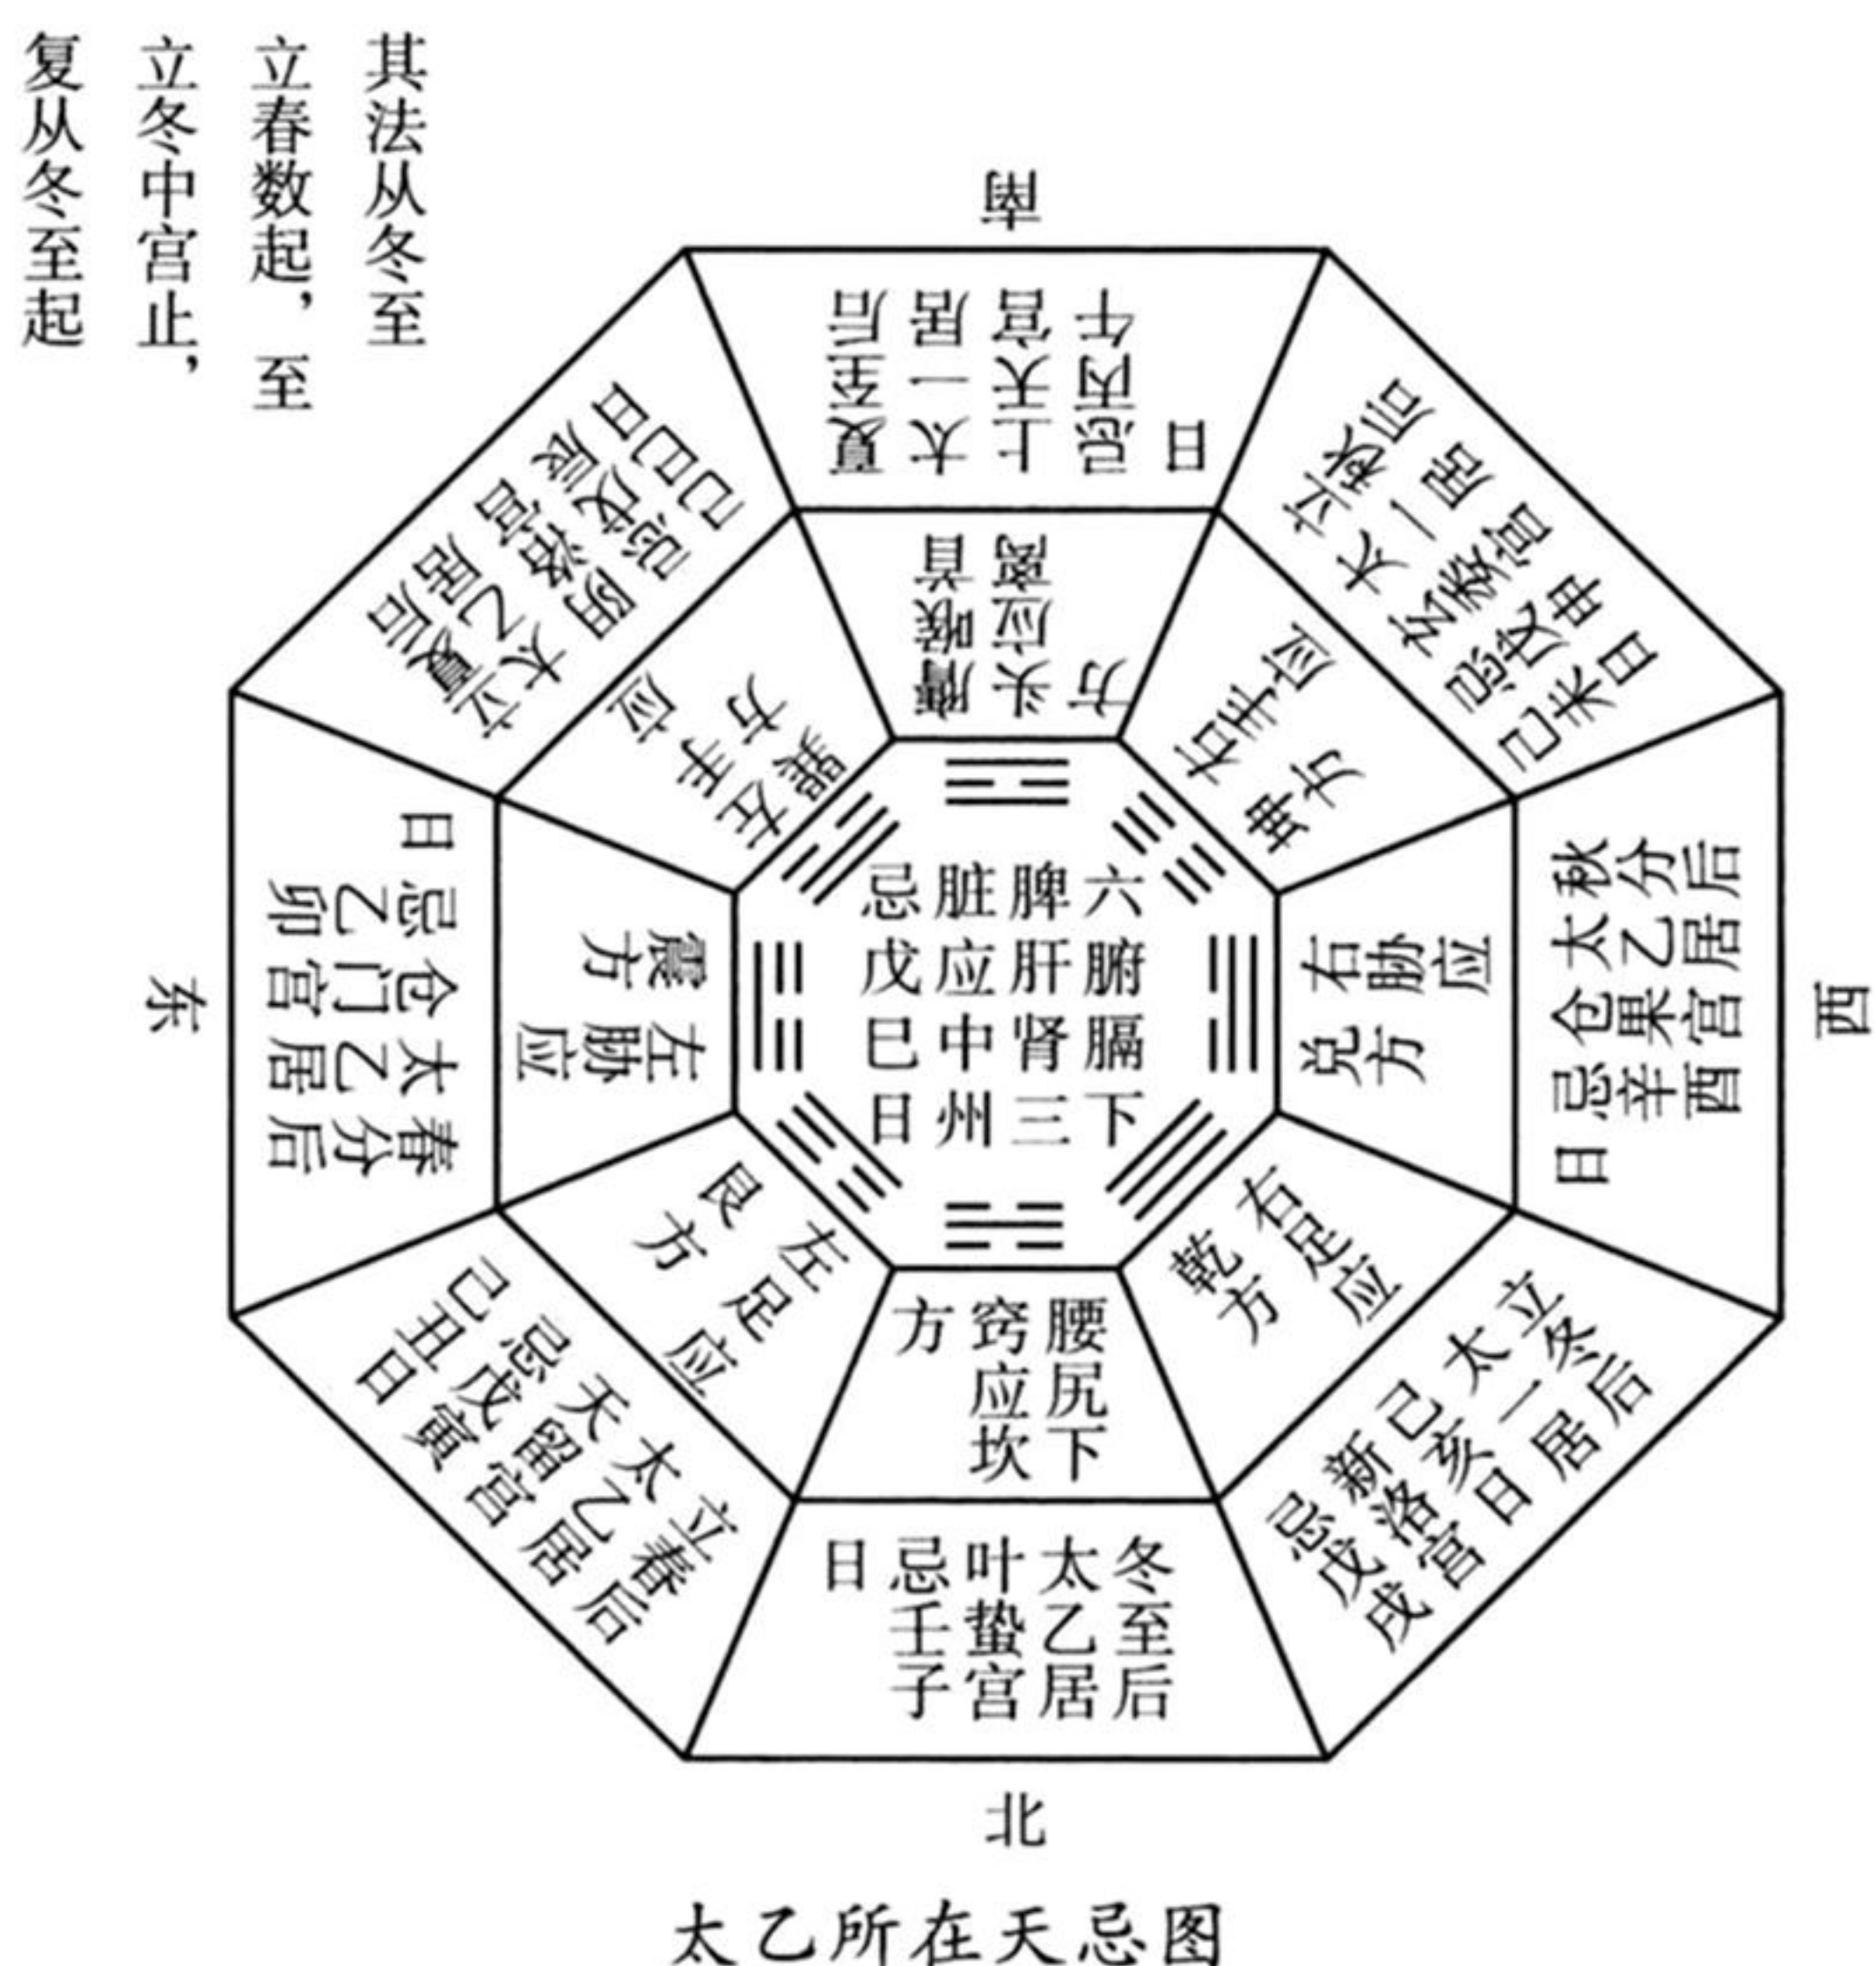 其法从冬至
立春数起，至
立冬中宫止，
复从冬至起
南
夏至后
太一居
上天宫
忌丙午
日
膺喉首
头应离
方
立秋后
太一居
玄委宫
忌戊申
己未日
右手应
坤方
西
秋分后
太乙居
仓果宫
忌辛酉
日
右胁应
兑方
立冬后
太一居
己亥日
新洛宫
忌戊戌
右足应
乾方
北
冬至后
太乙居
叶蛰宫
忌壬子
日
腰尻下
窍应坎
方
立春后
太乙居
天留宫
忌戊寅
己丑日
左足应
艮方
东
春分后
太乙居
仓门宫
忌乙卯
日
左胁应
震方
立夏后
太乙居
阴洛宫
忌戊辰
己巳日
左手应
巽方
六腑膈下
脾肝肾三
脏应中州
忌戊巳日
太乙所在天忌图